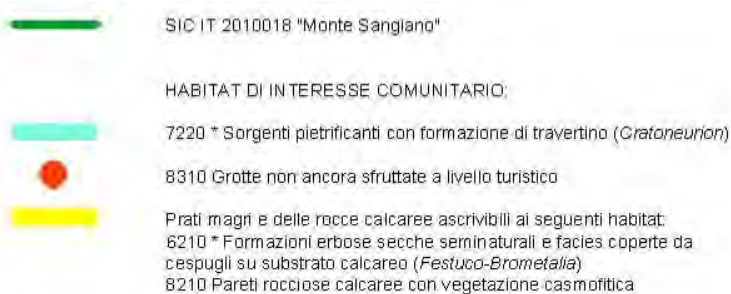 SIC IT 2010018 "Monte Sangiano"
HABITAT DI INTERESSE COMUNITARIO:
7220 * Sorgenti pietrificanti con formazione di travertino (Cratoneurion)
8310 Grotte non ancora sfruttate a livello turistico
Prati magri e delle rocce calcaree ascrivibili ai seguenti habitat:
6210 * Formazioni erbose secche seminaturali e facies coperte da
cespugli su substrato calcareo (Festuco-Brometalia)
8210 Pareti rocciose calcaree con vegetazione casmofitica